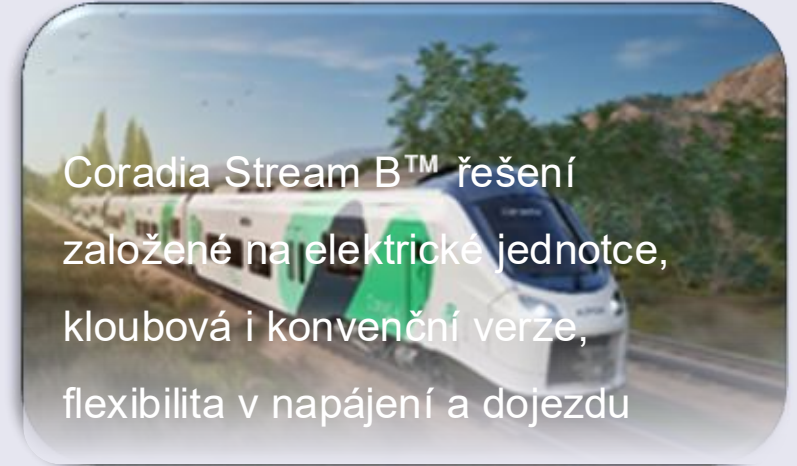 Coradia Stream B™ řešení
založené na elektrické jednotce,
kloubová i konvenční verze,
flexibilita v napájení a dojezdu